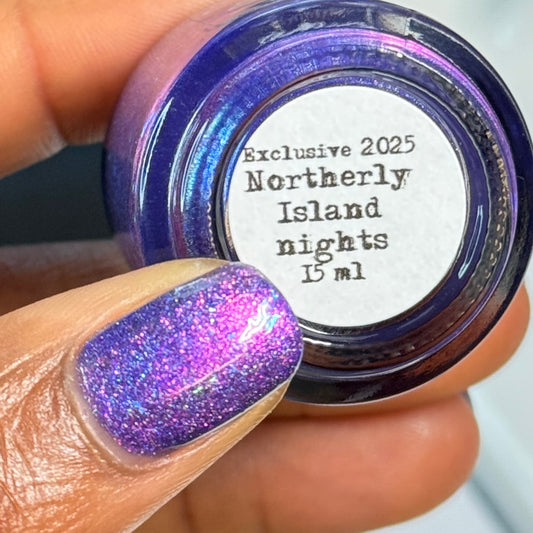 Exclusive 2025
Northerly
Island
nights
15 ml